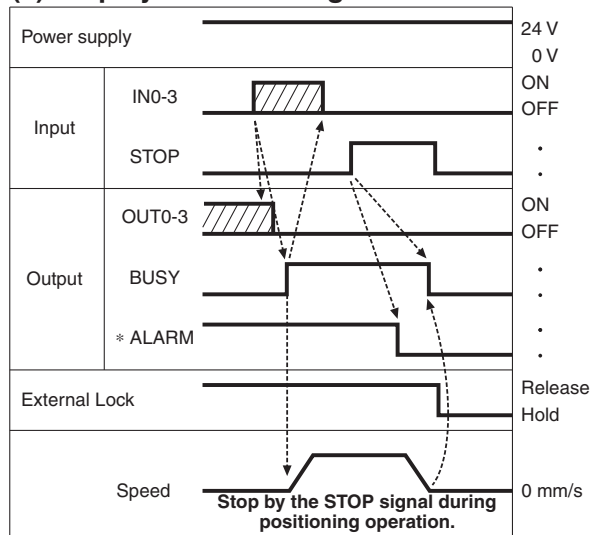 Power supply
24 V
0 V
Input
IN0-3
ON
OFF
STOP
Output
OUT0-3
ON
OFF
BUSY
* ALARM
External Lock
Release
Hold
Speed
0 mm/s
Stop by the STOP signal during
positioning operation.